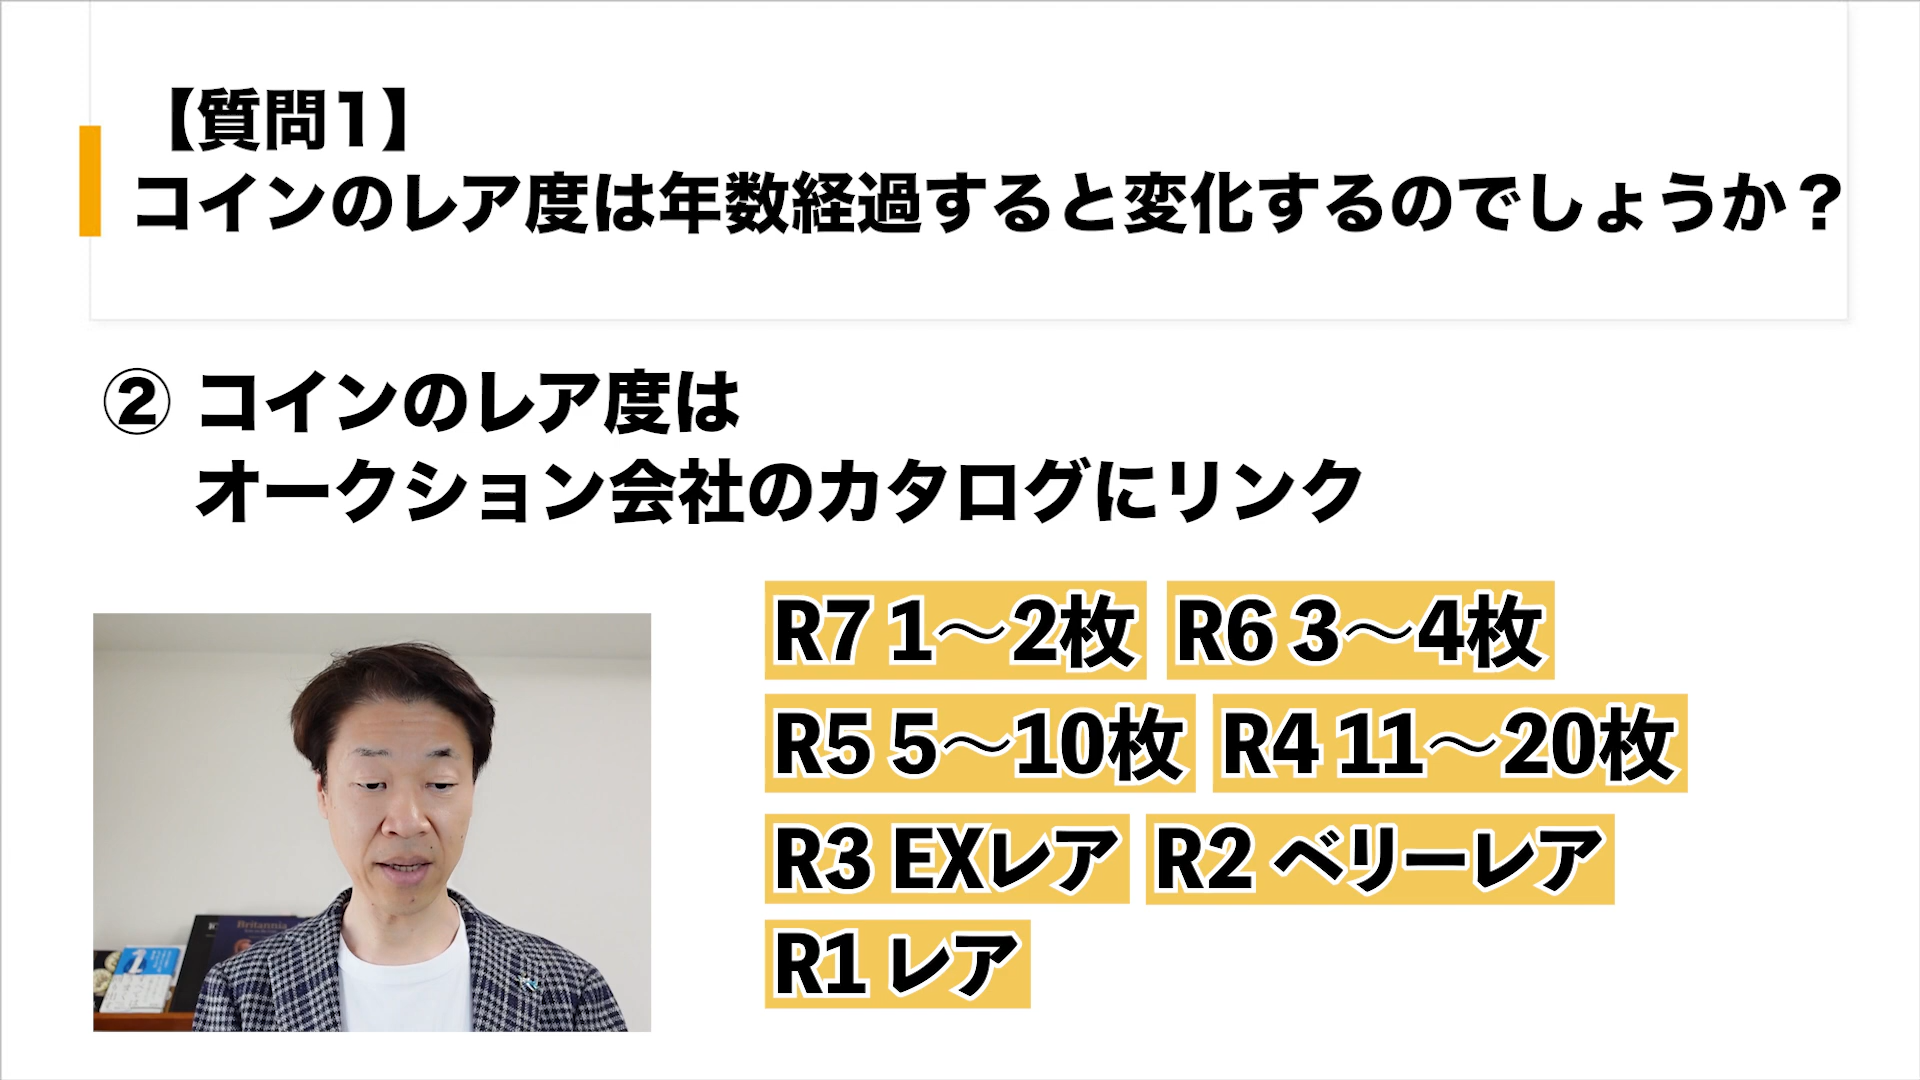 【質問1】
コインのレア度は年数経過すると変化するのでしょうか？
② コインのレア度は
オークション会社のカタログにリンク
R7 1〜2枚 R6 3〜4枚
R5 5〜10枚 R4 11〜20枚
R3 EXレア R2 ベリーレア
R1 レア
Britannia